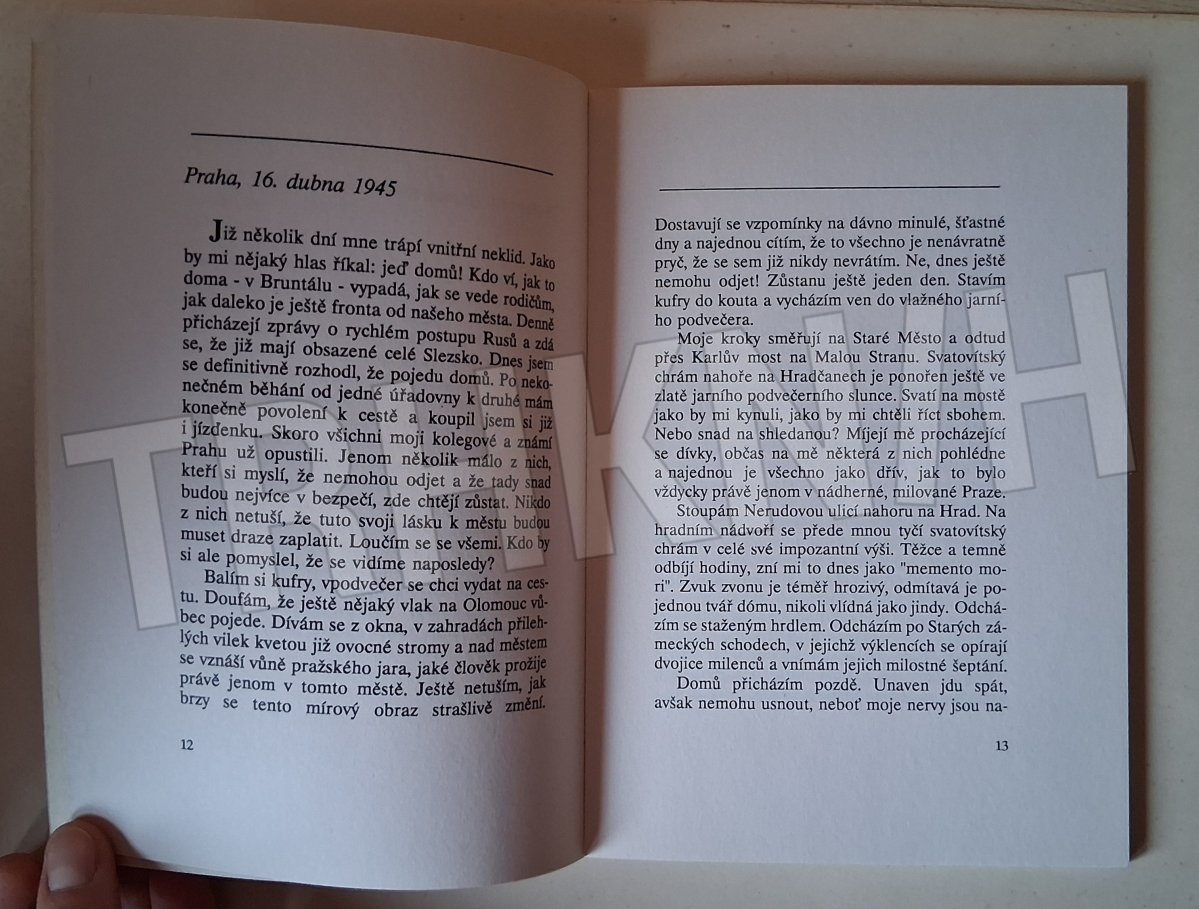 Praha, 16. dubna 1945
Již několik dní mne trápí vnitřní neklid. Jako
by mi nějaký hlas říkal: jeď domů! Kdo ví, jak to
doma - v Bruntálu - vypadá, jak se vede rodičům,
jak daleko je ještě fronta od našeho města. Denně
přicházejí zprávy o rychlém postupu Rusů a zdá
se, že již mají obsazené celé Slezsko. Dnes jsem
se definitivně rozhodl, že pojedu domů. Po neko-
nečném běhání od jedné úřadovny k druhé mám
konečně povolení k cestě a koupil jsem si již
i jízdenku. Skoro všichni moji kolegové a známí
Prahu už opustili. Jenom několik málo z nich,
kteří si myslí, že nemohou odjet a že tady snad
budou nejvíce v bezpečí, zde chtějí zůstat. Nikdo
z nich netuší, že tuto svoji lásku k městu budou
muset draze zaplatit. Loučím se se všemi. Kdo by
si ale pomyslel, že se vidíme naposledy?
Balím si kufry, vpodvečer se chci vydat na ces-
tu. Doufám, že ještě nějaký vlak na Olomouc vů-
bec pojede. Dívám se z okna, v zahradách přileh-
lých vilek kvetou již ovocné stromy a nad městem
se vznáší vůně pražského jara, jaké člověk prožije
právě jenom v tomto městě. Ještě netuším, jak
brzy se tento mírový obraz strašlivě změní.
12
Dostavují se vzpomínky na dávno minulé, šťastné
dny a najednou cítím, že to všechno je nenávratně
pryč, že se sem již nikdy nevrátím. Ne, dnes ještě
nemohu odjet! Zůstanu ještě jeden den. Stavím
kufry do kouta a vycházím ven do vlažného jarní-
ho podvečera.
Moje kroky směřují na Staré Město a odtud
přes Karlův most na Malou Stranu. Svatovítský
chrám nahoře na Hradčanech je ponořen ještě ve
zlatě jarního podvečerního slunce. Svatí na mostě
jako by mi kynuli, jako by mi chtěli říct sbohem.
Nebo snad na shledanou? Míjejí mě procházející
se dívky, občas na mě některá z nich pohlédne
a najednou je všechno jako dřív, jak to bylo
vždycky právě jenom v nádherné, milované Praze.
Stoupám Nerudovou ulicí nahoru na Hrad. Na
hradním nádvoří se přede mnou tyčí svatovítský
chrám v celé své impozantní výši. Těžce a temně
odbíjí hodiny, zní mi to dnes jako "memento mo-
ri". Zvuk zvonu je téměř hrozivý, odmítavá je po-
jednou tvář dómu, nikoli vlídná jako jindy. Odchá-
zím se staženým hrdlem. Odcházím po Starých zá-
meckých schodech, v jejichž výklencích se opírají
dvojice milenců a vnímám jejich milostné šeptání.
Domů přicházím pozdě. Unaven jdu spát,
avšak nemohu usnout, neboť moje nervy jsou na-
13
TRHKNIH